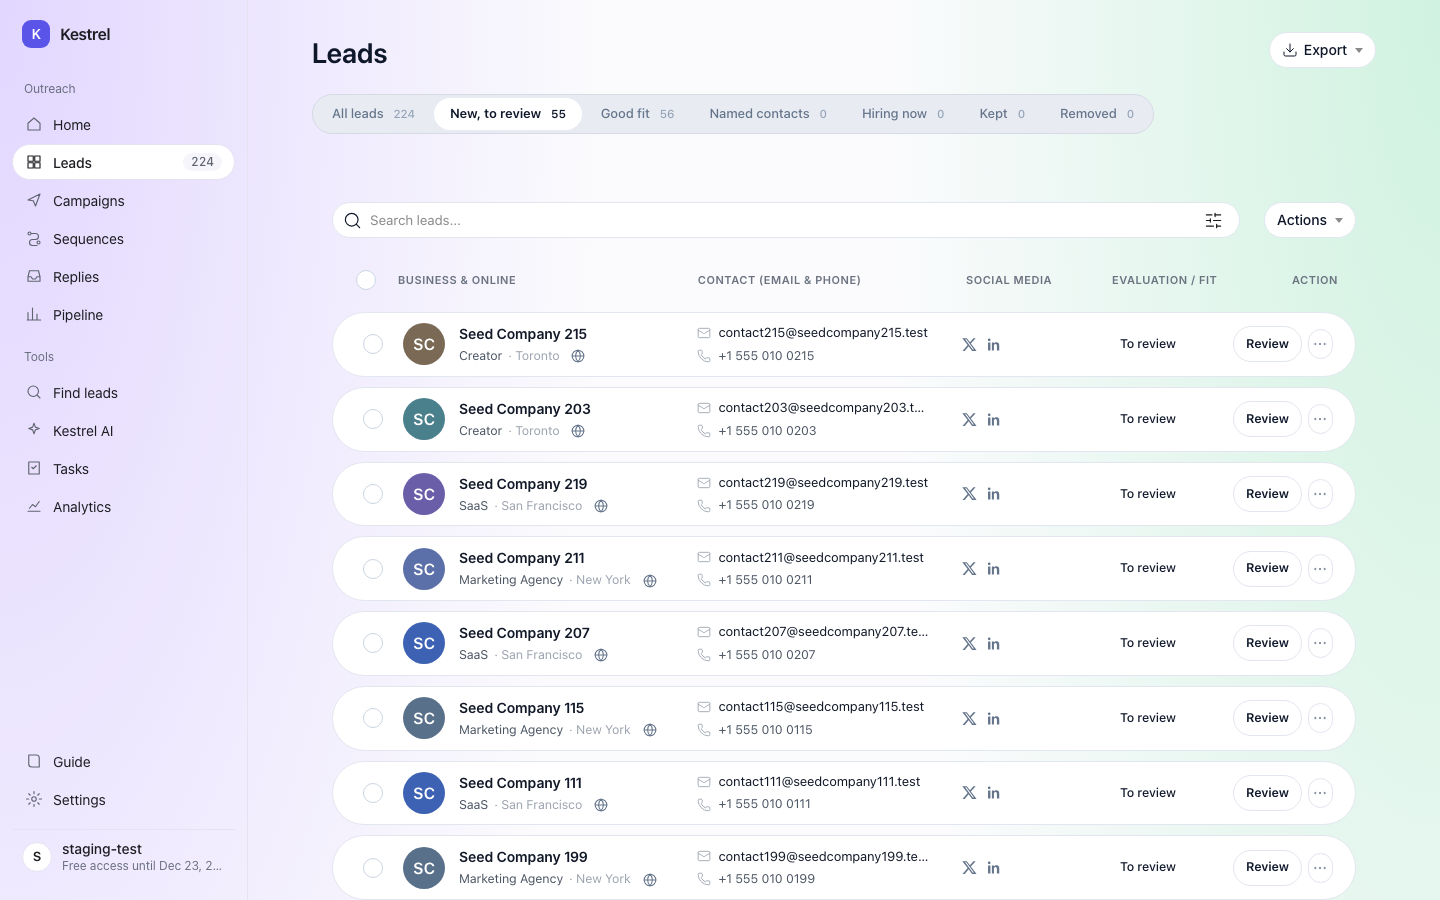 K Kestrel
Outreach
Home
Leads 224
Campaigns
Sequences
Replies
Pipeline
Tools
Find leads
Kestrel AI
Tasks
Analytics
Guide
Settings
S staging-test
Free access until Dec 23, 2...
Leads
Export
All leads 224 New, to review 55 Good fit 56 Named contacts 0 Hiring now 0 Kept 0 Removed 0
Search leads...
Actions
BUSINESS & ONLINE CONTACT (EMAIL & PHONE) SOCIAL MEDIA EVALUATION / FIT ACTION
SC Seed Company 215 contact215@seedcompany215.test To review Review
Creator · Toronto +1 555 010 0215
SC Seed Company 203 contact203@seedcompany203.t... To review Review
Creator · Toronto +1 555 010 0203
SC Seed Company 219 contact219@seedcompany219.test To review Review
SaaS · San Francisco +1 555 010 0219
SC Seed Company 211 contact211@seedcompany211.test To review Review
Marketing Agency · New York +1 555 010 0211
SC Seed Company 207 contact207@seedcompany207.te... To review Review
SaaS · San Francisco +1 555 010 0207
SC Seed Company 115 contact115@seedcompany115.test To review Review
Marketing Agency · New York +1 555 010 0115
SC Seed Company 111 contact111@seedcompany111.test To review Review
SaaS · San Francisco +1 555 010 0111
SC Seed Company 199 contact199@seedcompany199.te... To review Review
Marketing Agency · New York +1 555 010 0199